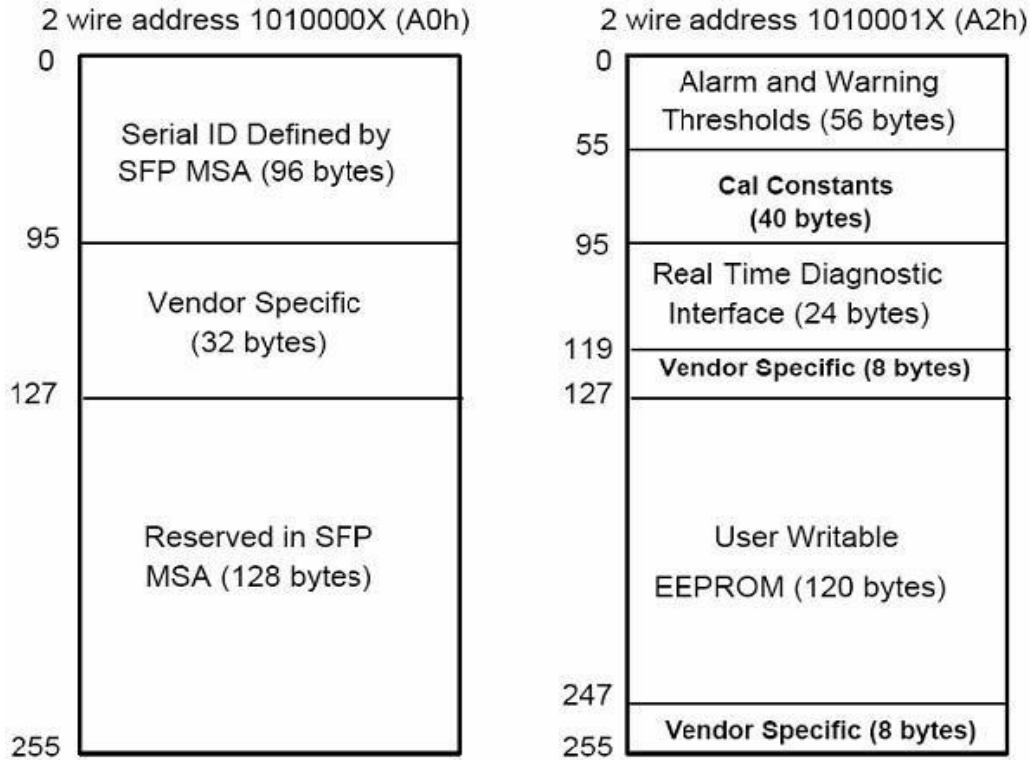 2 wire address 1010000X (A0h)
0
Serial ID Defined by
SFP MSA (96 bytes)
95
Vendor Specific
(32 bytes)
127
Reserved in SFP
MSA (128 bytes)
255
2 wire address 1010001X (A2h)
0
Alarm and Warning
Thresholds (56 bytes)
55
Cal Constants
(40 bytes)
95
Real Time Diagnostic
Interface (24 bytes)
119
Vendor Specific (8 bytes)
127
User Writable
EEPROM (120 bytes)
247
Vendor Specific (8 bytes)
255